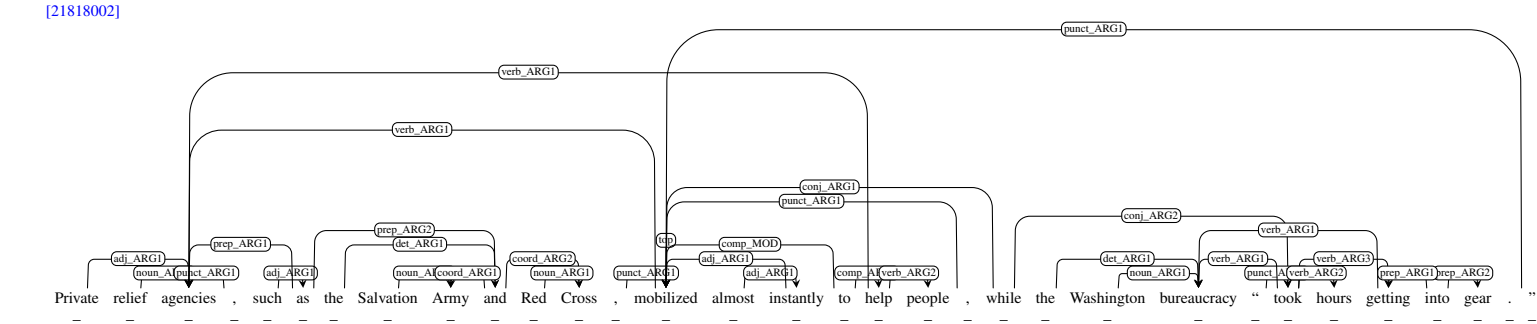 [21818002]
punct_ARG1
verb_ARG1
verb_ARG1
conj_ARG1
punct_ARG1
conj_ARG2
prep_ARG2 verb_ARG1
prep_ARG1 det_ARG1 top comp_MOD
adj_ARG1 coord_ARG2 adj_ARG1 det_ARG1 verb_ARG1 verb_ARG3
punct_ARG1 adj_ARG1 coord_ARG1 noun_ARG1 punct_ARG1 adj_ARG1 verb_ARG2 noun_ARG1 verb_ARG2 prep_ARG1
Private relief agencies , such as the Salvation Army and Red Cross , mobilized almost instantly to help people , while the Washington bureaucracy “ took hours getting into gear . ”
_ _ _ _ _ _ _ _ _ _ _ _ _ _ _ _ _ _ _ _ _ _ _ _ _ _ _ _ _ _ _ _